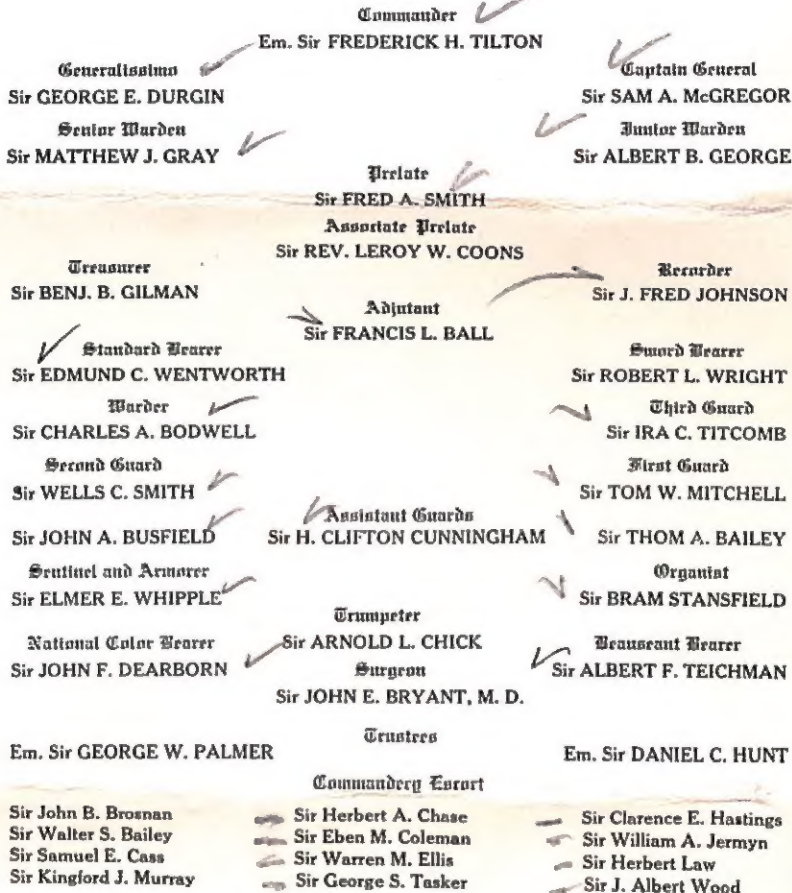 Commander
Em. Sir FREDERICK H. TILTON
Generalissimo
Sir GEORGE E. DURGIN
Captain General
Sir SAM A. McGREGOR
Senior Warden
Sir MATTHEW J. GRAY
Junior Warden
Sir ALBERT B. GEORGE
Prelate
Sir FRED A. SMITH
Associate Prelate
Sir REV. LEROY W. COONS
Treasurer
Sir BENJ. B. GILMAN
Recorder
Sir J. FRED JOHNSON
Adjutant
Sir FRANCIS L. BALL
Standard Bearer
Sir EDMUND C. WENTWORTH
Sword Bearer
Sir ROBERT L. WRIGHT
Warder
Sir CHARLES A. BODWELL
Third Guard
Sir IRA C. TITCOMB
Second Guard
Sir WELLS C. SMITH
First Guard
Sir TOM W. MITCHELL
Assistant Guards
Sir JOHN A. BUSFIELD
Sir H. CLIFTON CUNNINGHAM
Sir THOM A. BAILEY
Sentinel and Armorer
Sir ELMER E. WHIPPLE
Organist
Sir BRAM STANSFIELD
Trumpeter
Sir ARNOLD L. CHICK
National Color Bearer
Sir JOHN F. DEARBORN
Beauseant Bearer
Sir ALBERT F. TEICHMAN
Surgeon
Sir JOHN E. BRYANT, M. D.
Trustees
Em. Sir GEORGE W. PALMER
Em. Sir DANIEL C. HUNT
Commandery Escort
Sir John B. Brosnan
Sir Walter S. Bailey
Sir Samuel E. Cass
Sir Kingford J. Murray
Sir Herbert A. Chase
Sir Eben M. Coleman
Sir Warren M. Ellis
Sir George S. Tasker
Sir Clarence E. Hastings
Sir William A. Jermyn
Sir Herbert Law
Sir J. Albert Wood